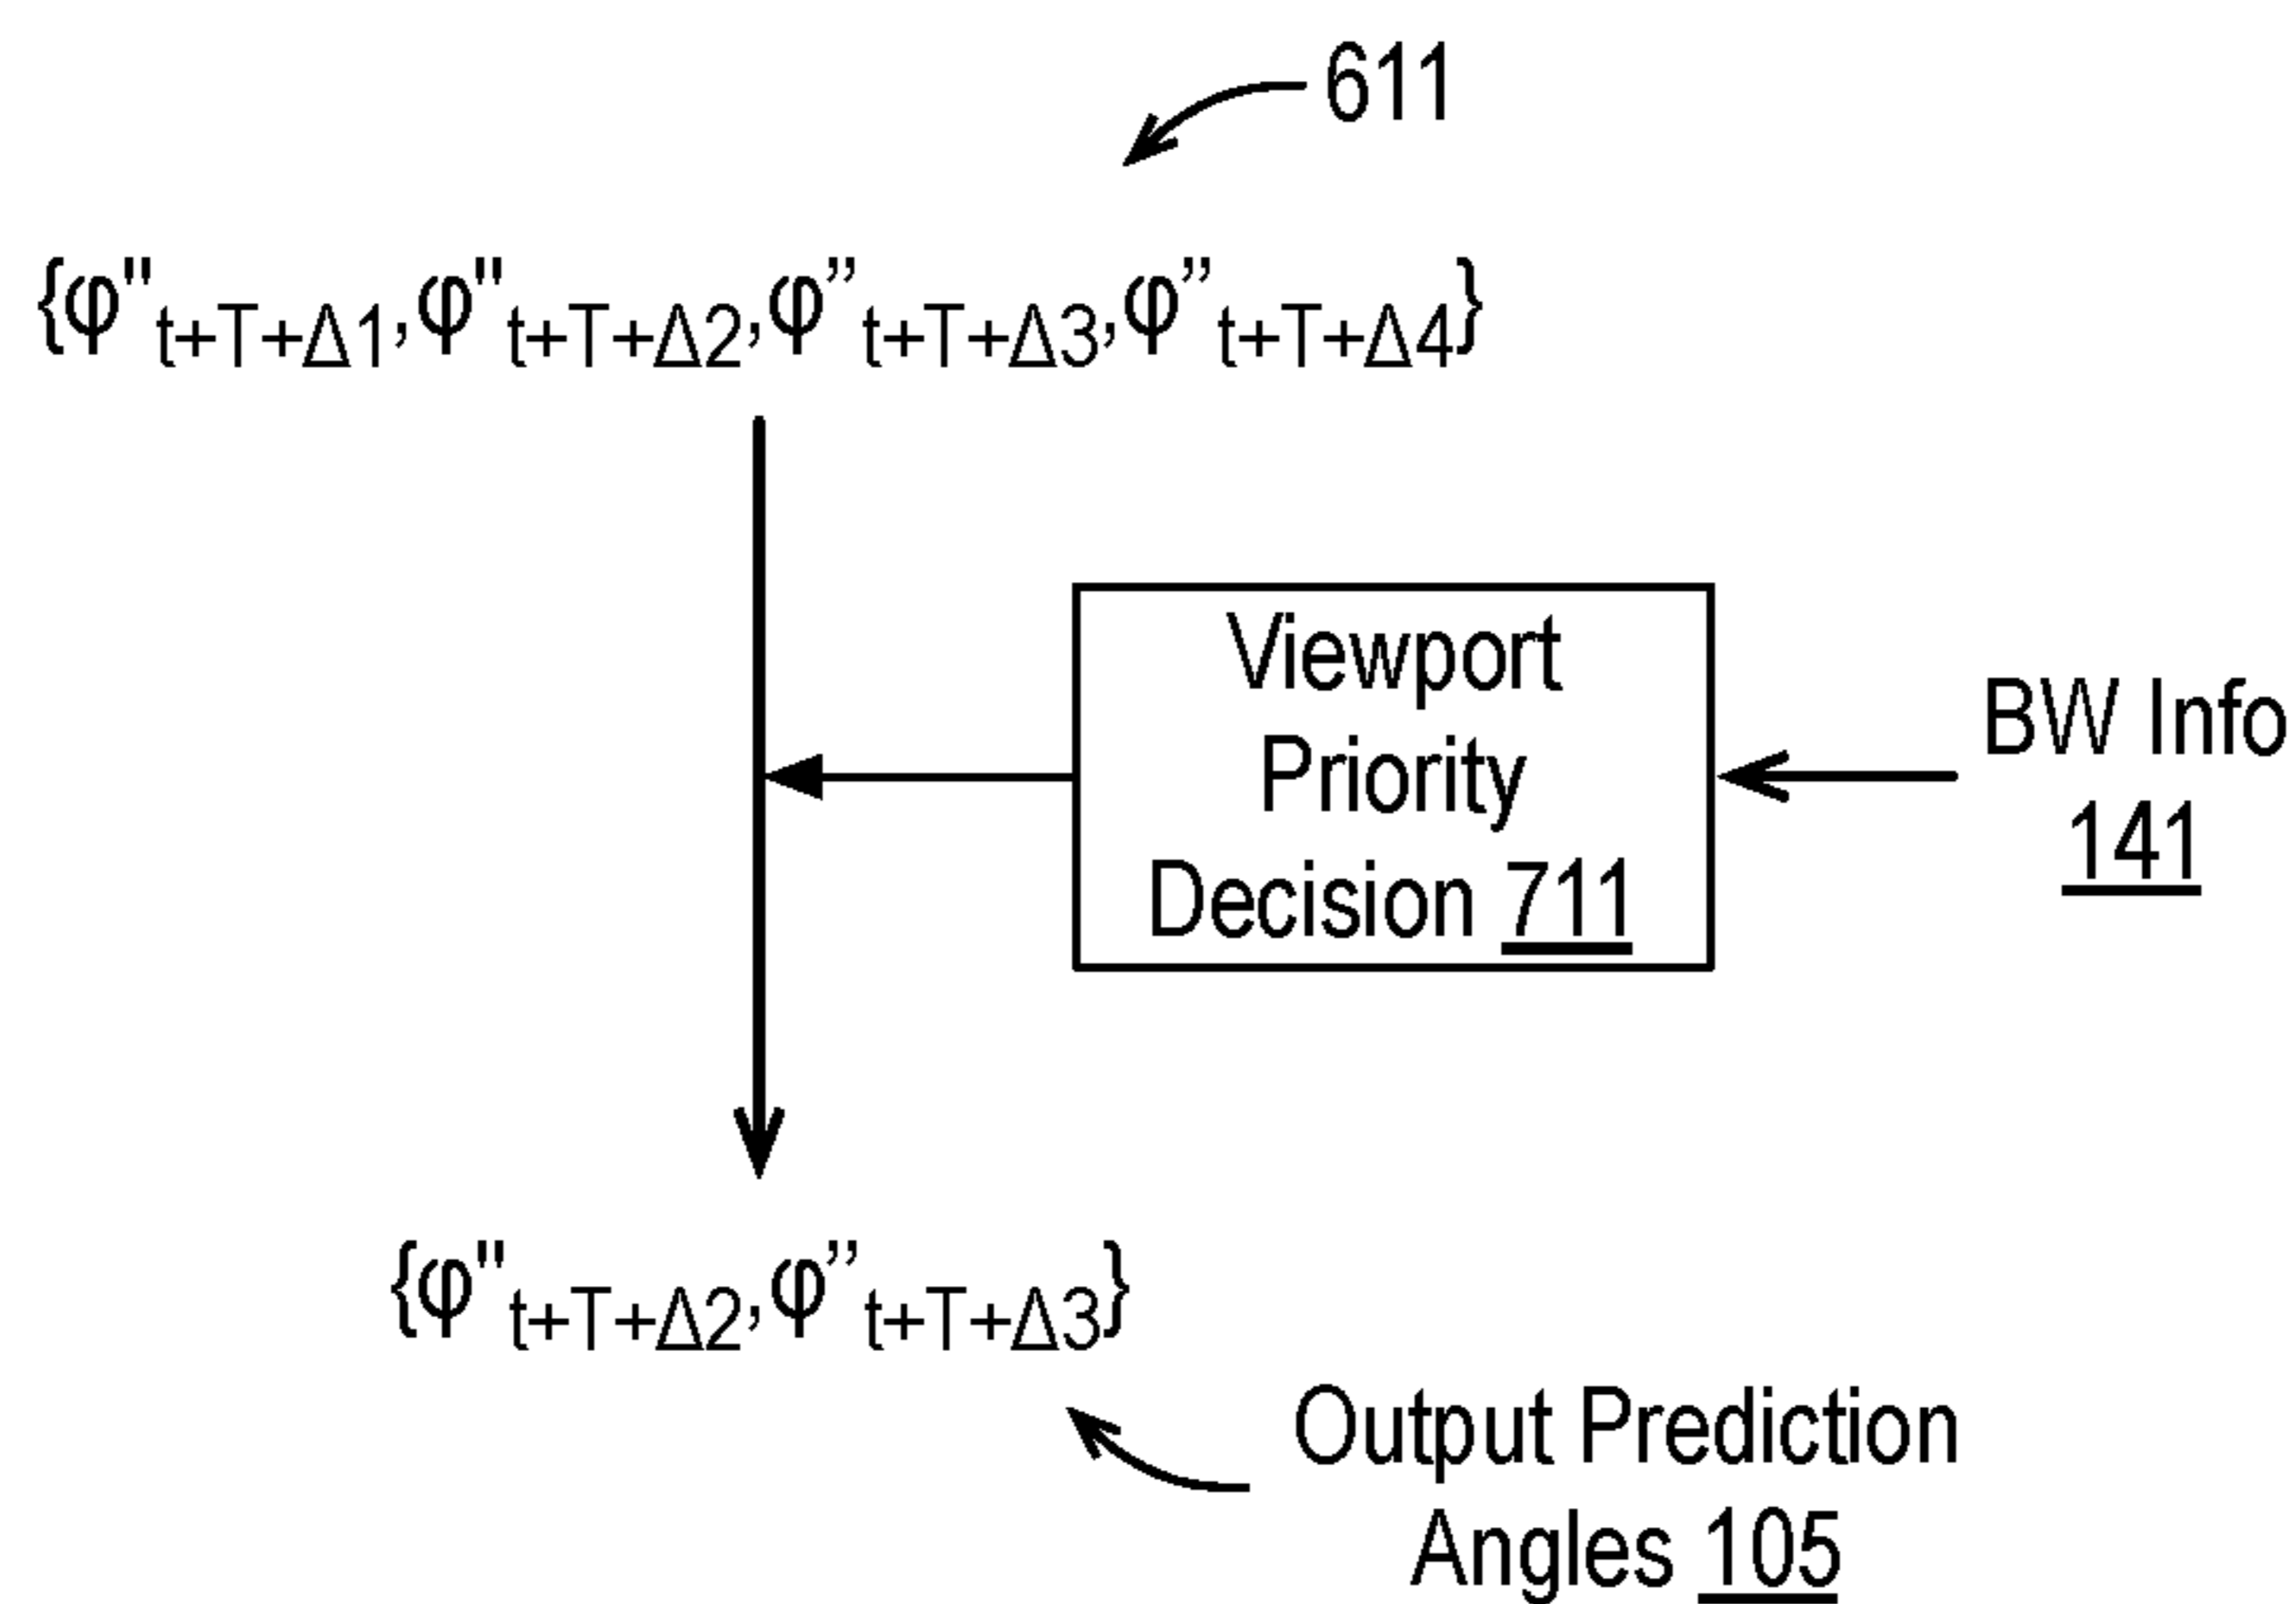 611
{φ"t+T+Δ1,φ"t+T+Δ2,φ”t+T+Δ3,φ”t+T+Δ4}
Viewport
Priority
Decision 711
BW Info
141
{φ"t+T+Δ2,φ”t+T+Δ3}
Output Prediction
Angles 105